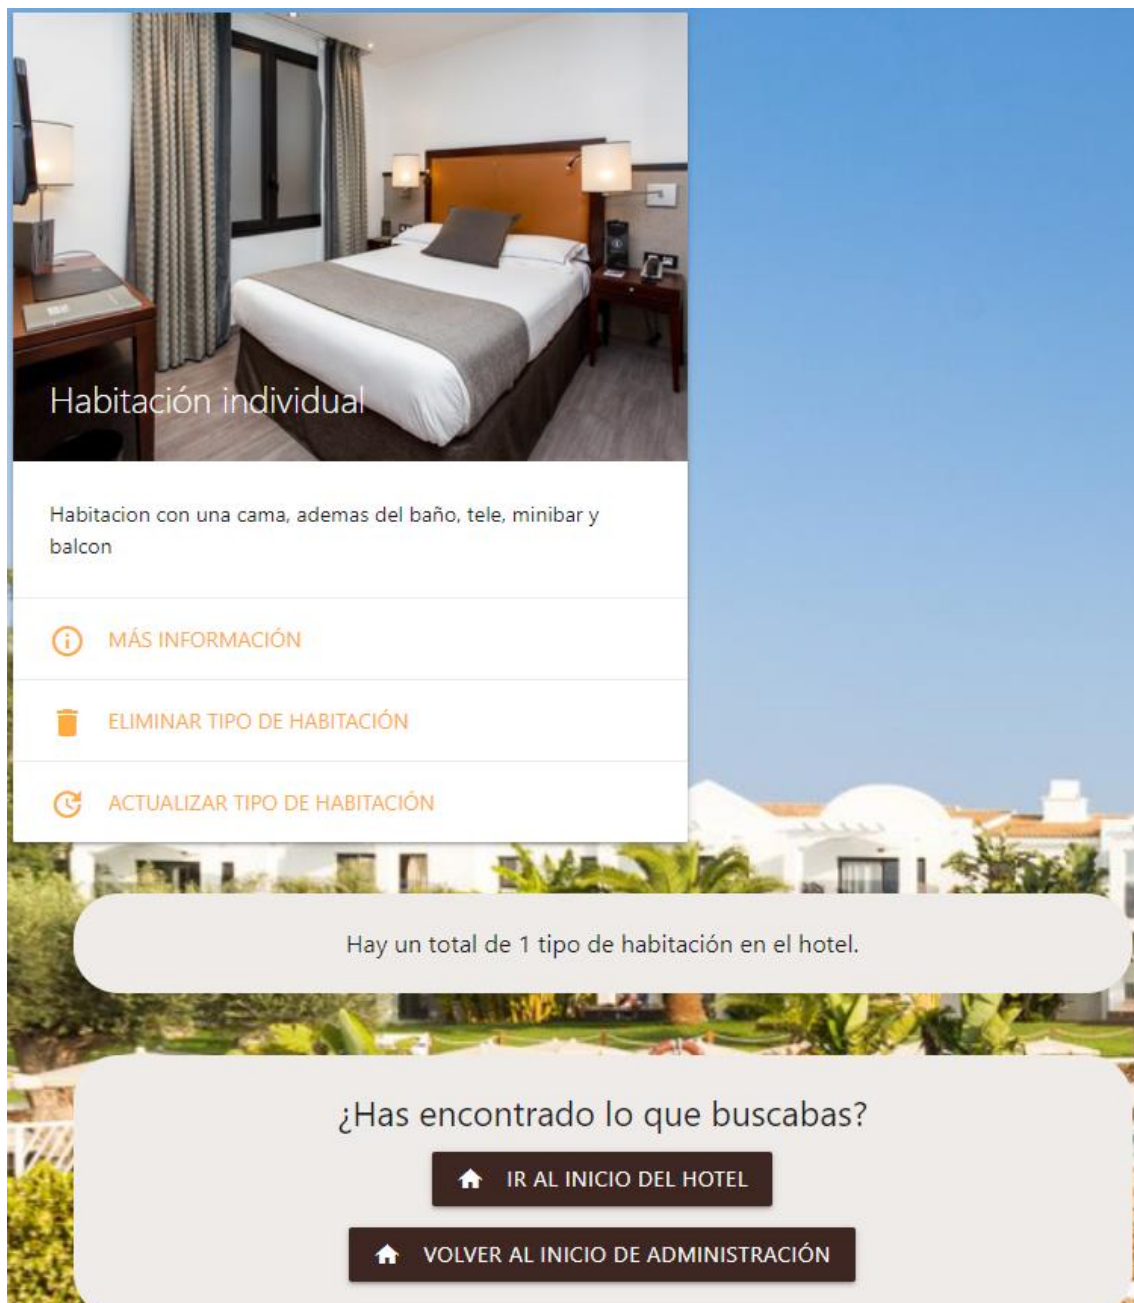 Habitación individual
Habitacion con una cama, ademas del baño, tele, minibar y
balcon
MÁS INFORMACIÓN
ELIMINAR TIPO DE HABITACIÓN
ACTUALIZAR TIPO DE HABITACIÓN
Hay un total de 1 tipo de habitación en el hotel.
¿Has encontrado lo que buscabas?
IR AL INICIO DEL HOTEL
VOLVER AL INICIO DE ADMINISTRACIÓN